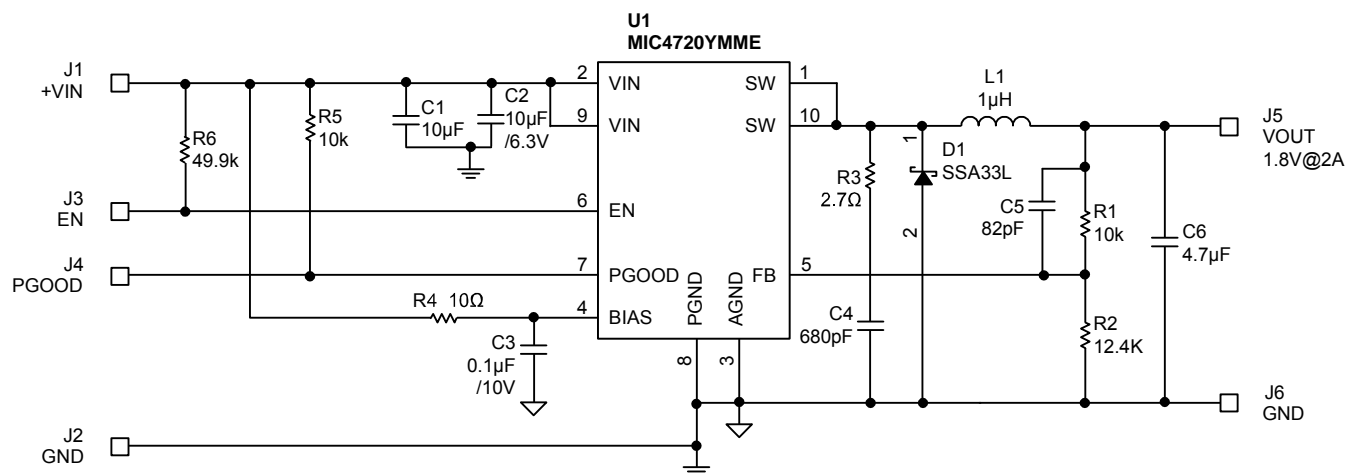 U1
MIC4720YMME
J1
+VIN
R6
49.9k
R5
10k
C1
10µF
C2
10µF
/6.3V
2
VIN
9
VIN
SW
1
SW
10
L1
1µH
J5
VOUT
1.8V@2A
R3
2.7Ω
1
D1
SSA33L
2
C5
82pF
R1
10k
C6
4.7µF
J3
EN
6
EN
J4
PGOOD
7
PGOOD
FB
5
R4 10Ω
4
BIAS
C3
0.1µF
/10V
PGND
AGND
8
3
C4
680pF
R2
12.4K
J6
GND
J2
GND